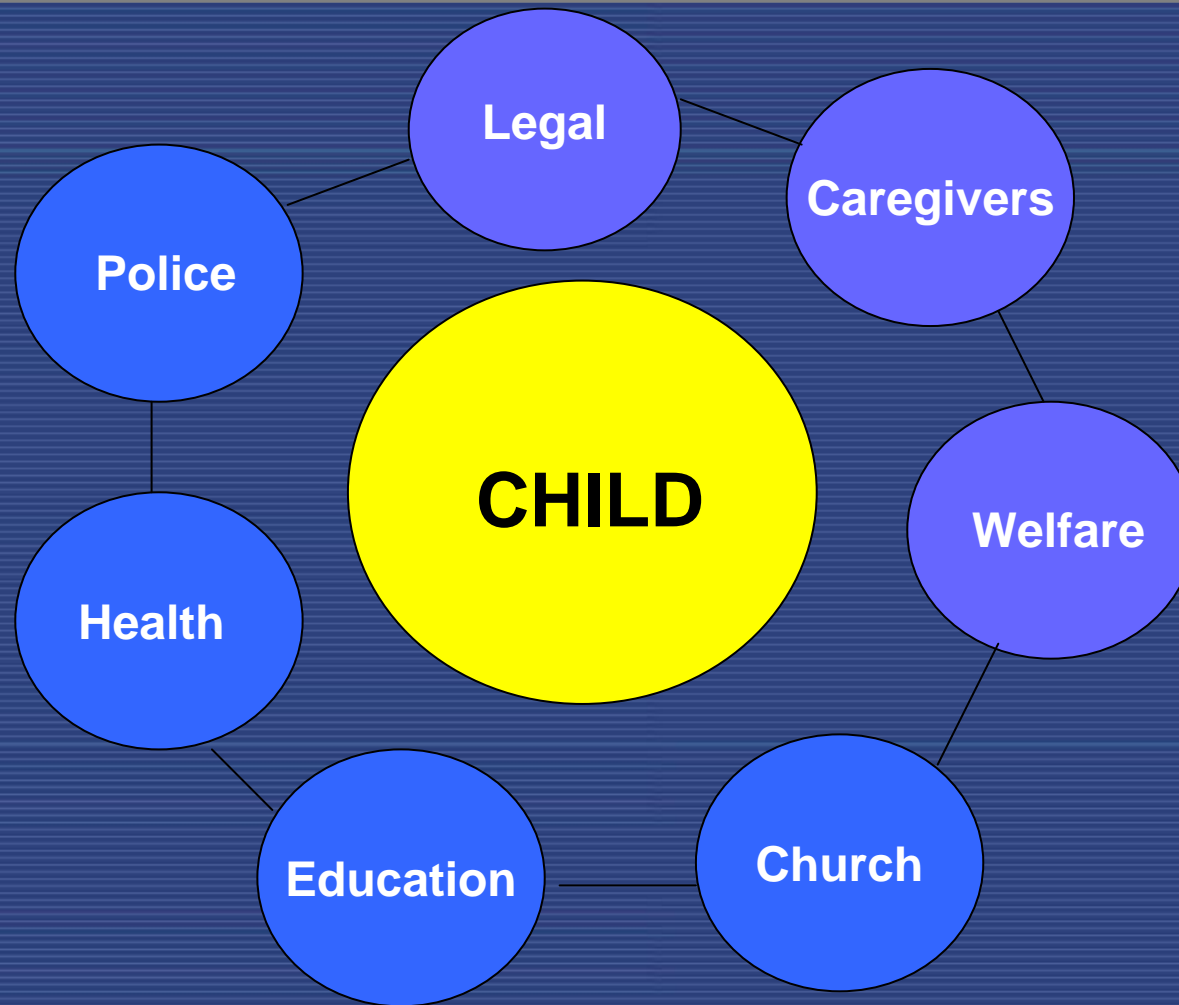 Legal
Caregivers
Police
CHILD
Welfare
Health
Church
Education